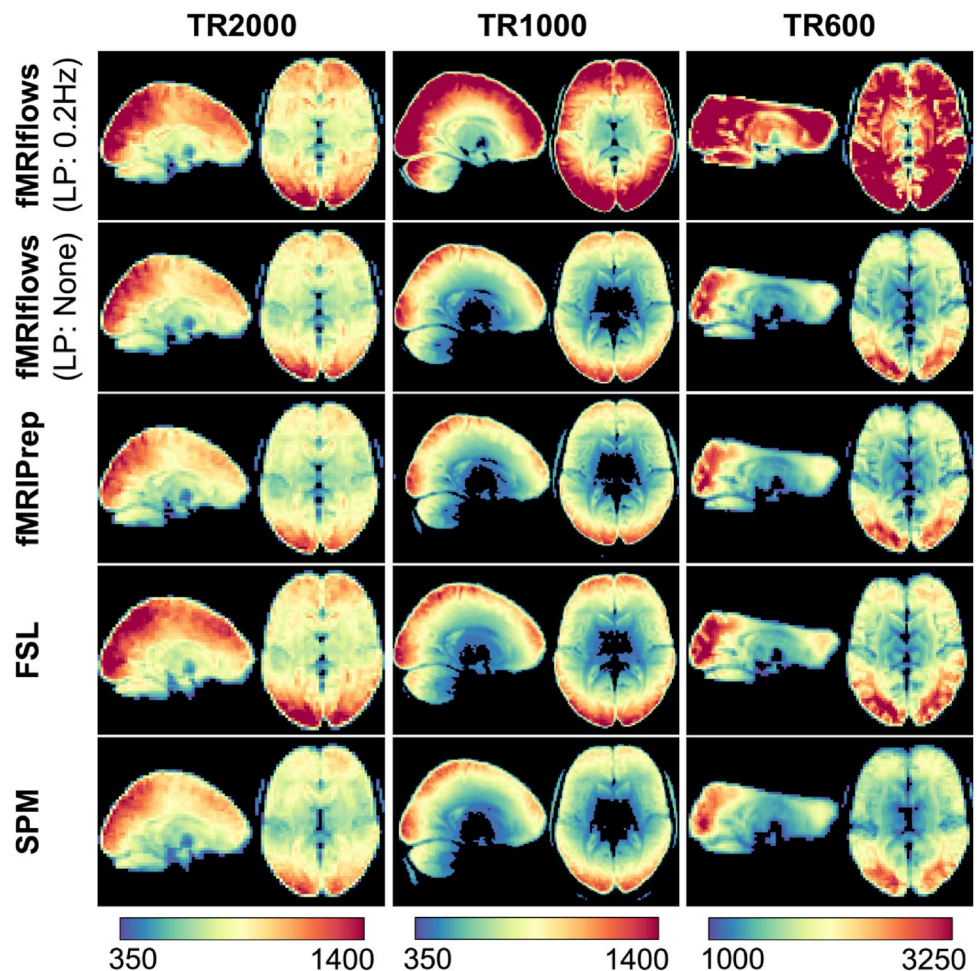 TR2000 TR1000 TR600
fMRIflows
(LP: 0.2Hz)
fMRIflows
(LP: None)
fMRIPrep
FSL
SPM
350 1400 350 1400 1000 3250